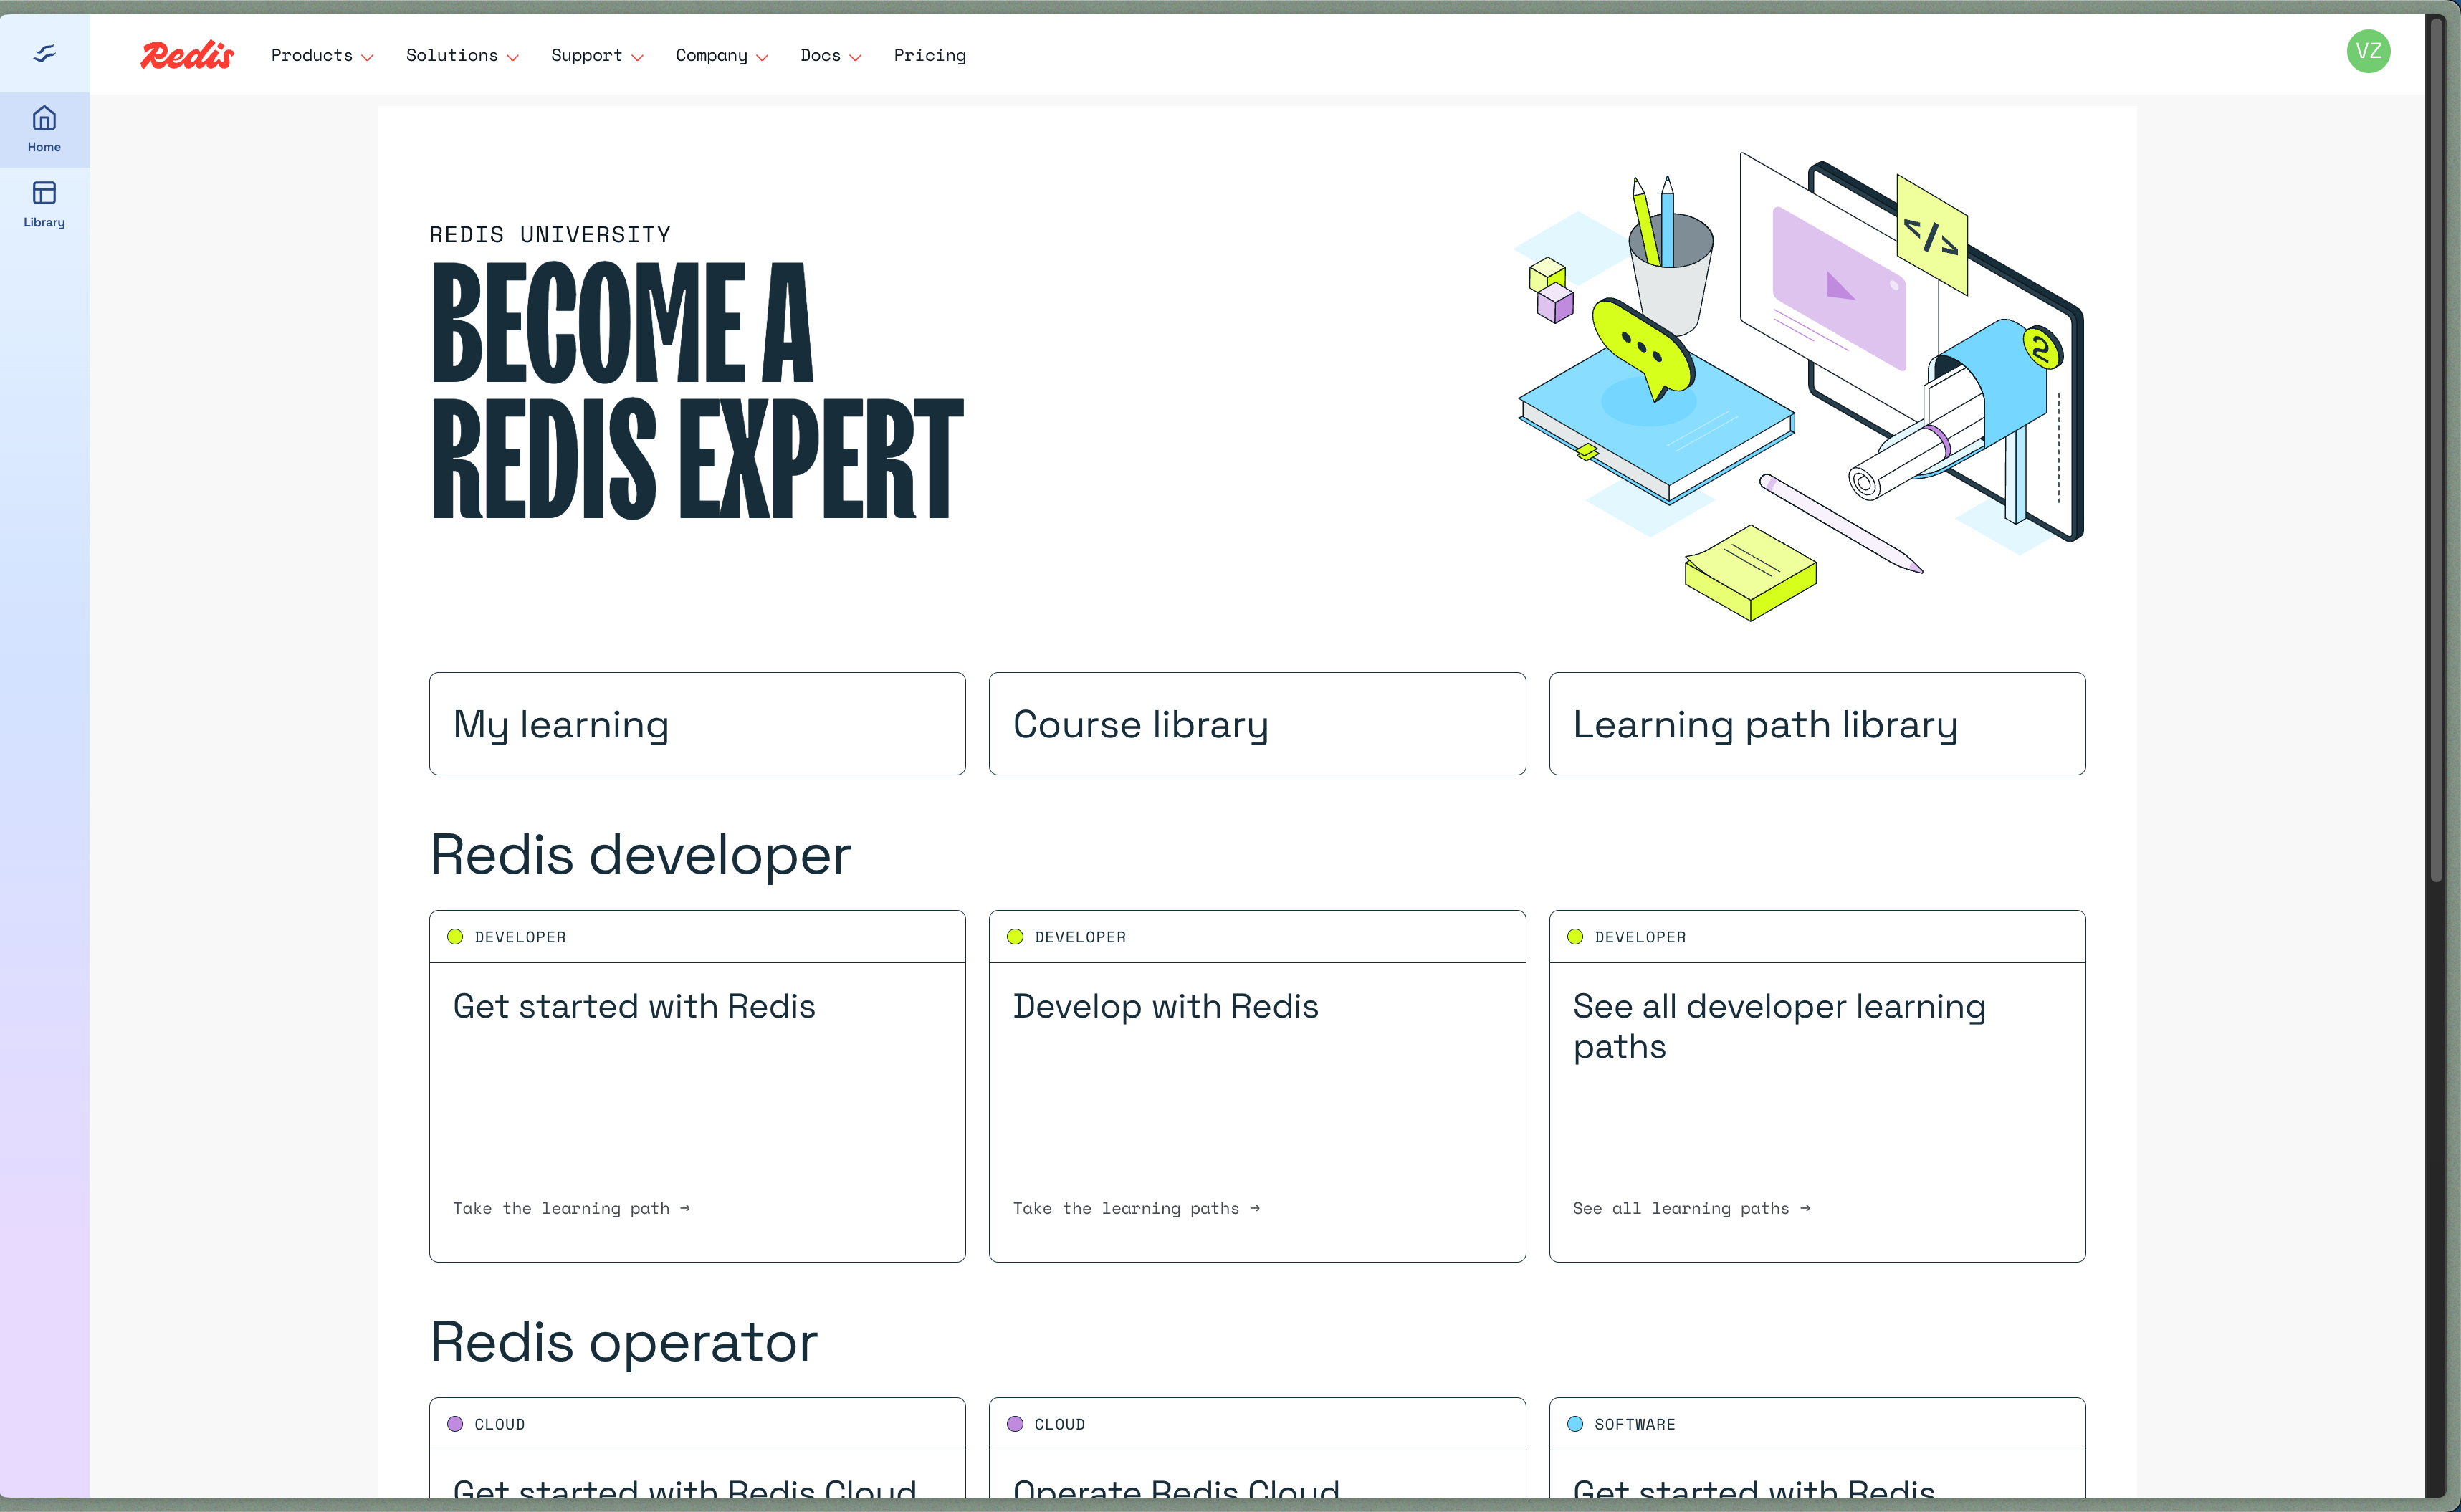 Redis
Products
Solutions
Support
Company
Docs
Pricing
VZ
Home
Library
REDIS UNIVERSITY
BECOME A
REDIS EXPERT
</>
My learning
Course library
Learning path library
Redis developer
DEVELOPER
Get started with Redis
Take the learning path →
DEVELOPER
Develop with Redis
Take the learning paths →
DEVELOPER
See all developer learning
paths
See all learning paths →
Redis operator
CLOUD
Get started with Redis Cloud
CLOUD
Operate Redis Cloud
SOFTWARE
Get started with Redis